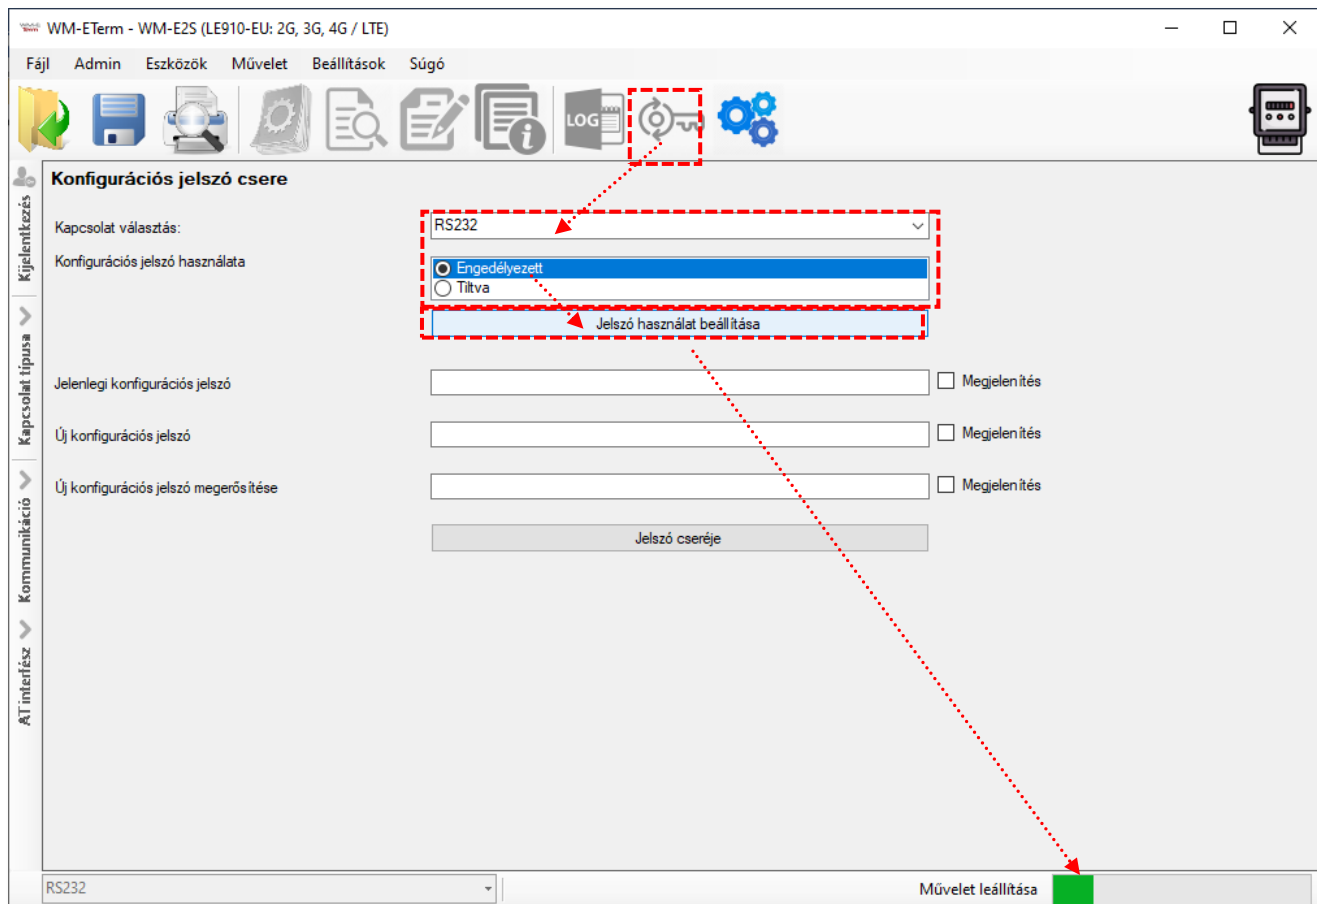 WM-ETerm - WM-E2S (LE910-EU: 2G, 3G, 4G / LTE)
Fájl Admin Eszközök Művelet Beállítások Súgó
LOG
Kijelentkezés
Kapcsolat típusa
Kommunikáció
AT interfész
Konfigurációs jelszó csere
Kapcsolat választás:
RS232
Konfigurációs jelszó használata
Engedélyezett
Tiltva
Jelszó használat beállítása
Jelenlegi konfigurációs jelszó
Megjelenítés
Új konfigurációs jelszó
Megjelenítés
Új konfigurációs jelszó megerősítése
Megjelenítés
Jelszó cseréje
RS232
Művelet leállítása